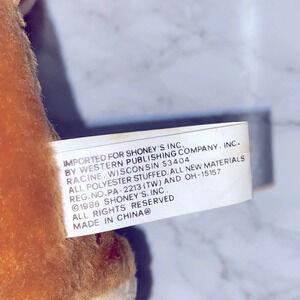 IMPORTED FOR SHONEY'S INC.
BY WESTERN PUBLISHING COMPANY, INC.
RACINE, WISCONSIN 53404
ALL POLYESTER STUFFED. ALL NEW MATERIALS
REG.NO.PA-2213(TW) AND OH-15157
©1986 SHONEY'S INC.
ALL RIGHTS RESERVED
MADE IN CHINA®